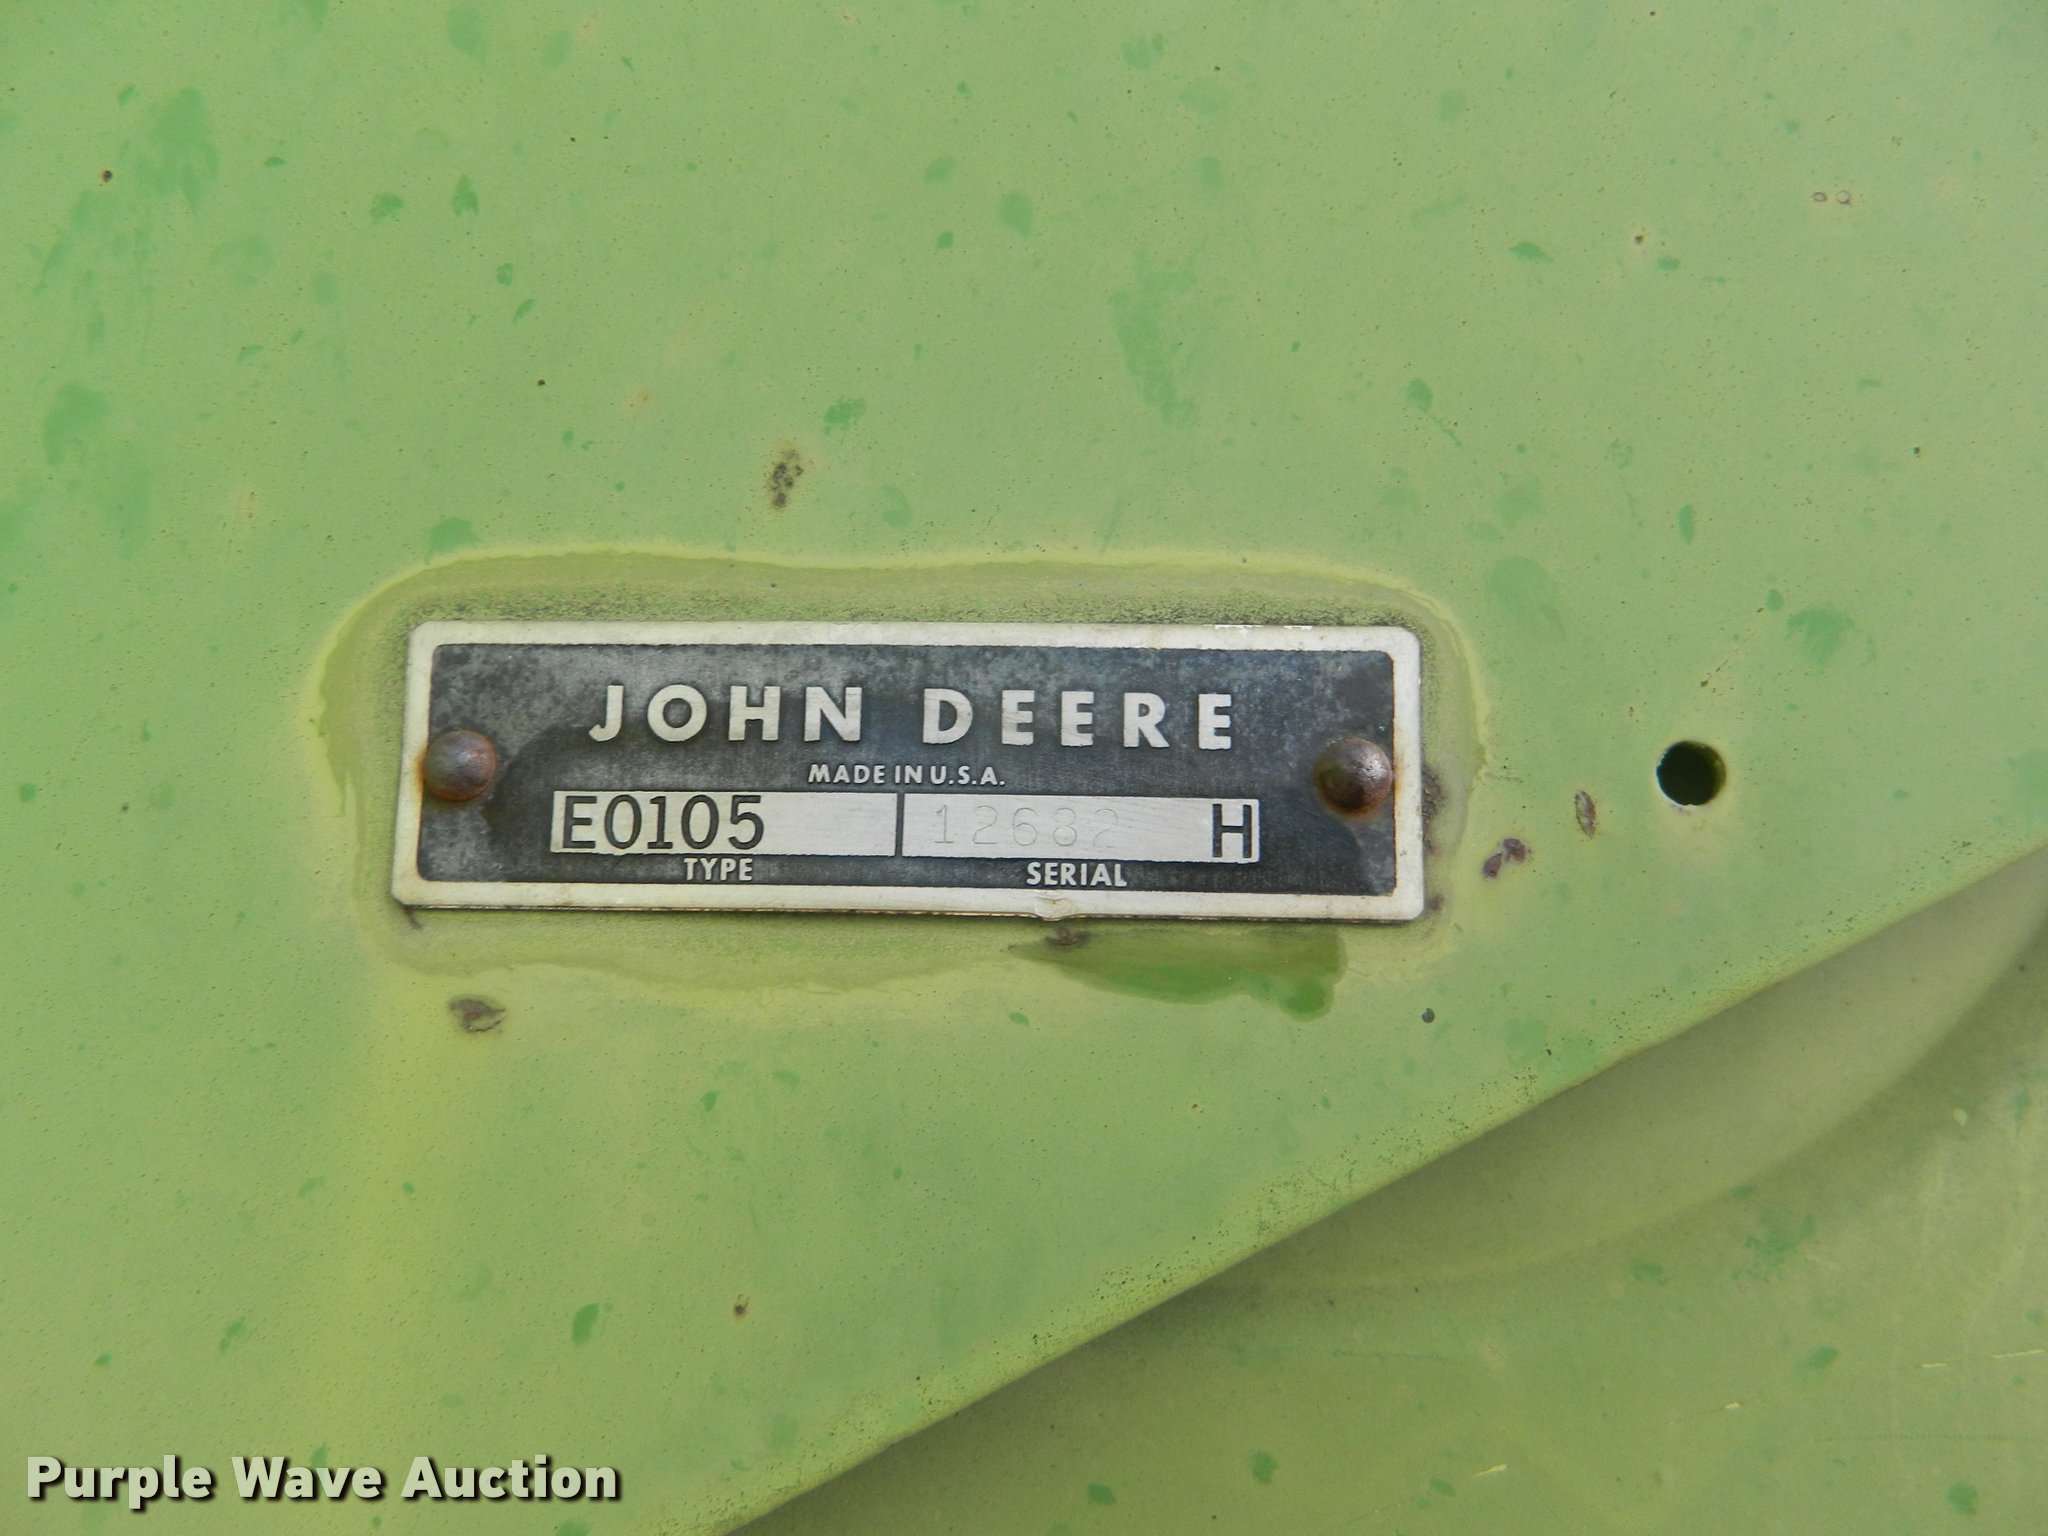 JOHN DEERE
MADE IN U.S.A.
E0105 12682 H
TYPE SERIAL
Purple Wave Auction